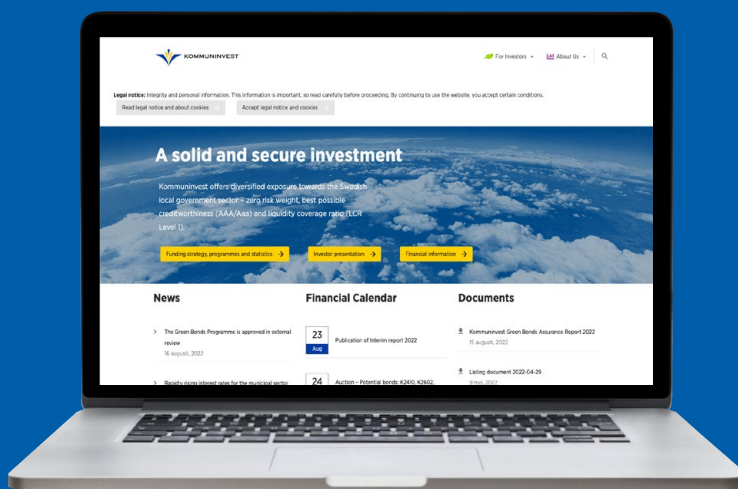 KOMMUNINVEST
For Investors
About Us
Legal notice: Integrity and personal information. This information is important, so read carefully before proceeding. By continuing to use the website, you accept certain conditions.
Read legal notice and about cookies →
Accept legal notice and cookies →
A solid and secure investment
Kommuninvest offers diversified exposure towards the Swedish
local government sector – zero risk weight, best possible
creditworthiness (AAA/Aaa) and liquidity coverage ratio (LCR
Level 1).
Funding strategy, programmes and statistics →
Investor presentation →
Financial information →
News
The Green Bonds Programme is approved in external
review
16 augusti, 2022
Rapidly rising interest rates for the municipal sector
Financial Calendar
23
Aug
Publication of Interim report 2022
24
Auction – Potential bonds: K2410, K2602,
Documents
Kommuninvest Green Bonds Assurance Report 2022
15 augusti, 2022
Listing document 2022-04-29
9 maj, 2022